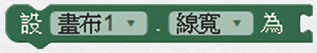 設 畫布1 . 線寬 為